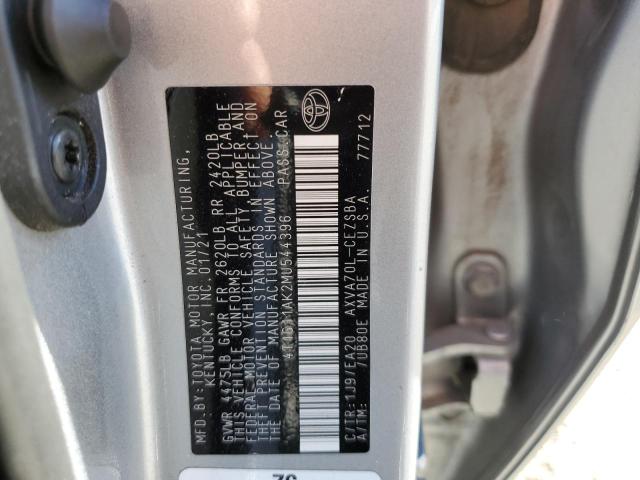 MFD.BY:TOYOTA MOTOR MANUFACTURING,
KENTUCKY, INC.01/21
GVWR 4475LB GAWR FR 2620LB RR 2420LB
THIS VEHICLE CONFORMS TO ALL APPLICABLE
FEDERAL MOTOR VEHICLE SAFETY, BUMPER AND
THEFT PREVENTION STANDARDS IN EFFECT ON
THE DATE OF MANUFACTURE SHOWN ABOVE.
PASS.CAR
C/TR:1J9/EA20 AXVA70L-CEZSBA
A/TM: /UB80E MADE IN U.S.A. 77712